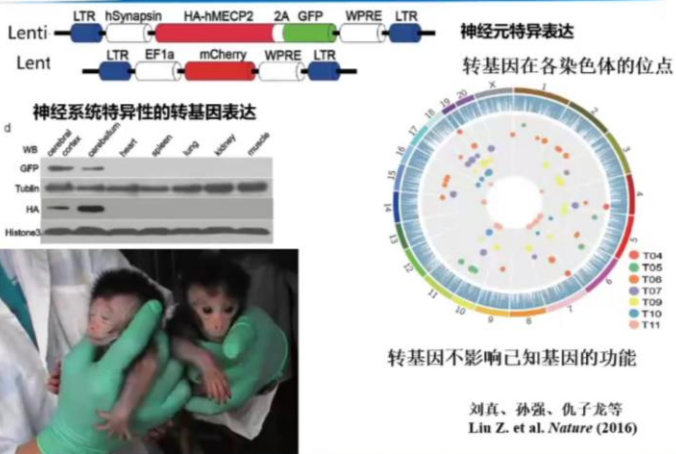 LTR hSynapsin HA-hMECP2 2A GFP WPRE LTR
Lenti
神经元特异表达
LTR EF1a mCherry WPRE LTR
Lent
转基因在各染色体的位点
神经系统特异性的转基因表达
d
WB cerebral cortex cerebellum heart spleen lung kidney muscle
GFP
Tublin
HA
Histone3
X 1 2 3 4 5 6 7 8 9 10 11 12 13 14 15 16 17 18 19 20
T04
T05
T06
T07
T09
T10
T11
转基因不影响已知基因的功能
刘真、孙强、仇子龙等
Liu Z. et al. Nature (2016)